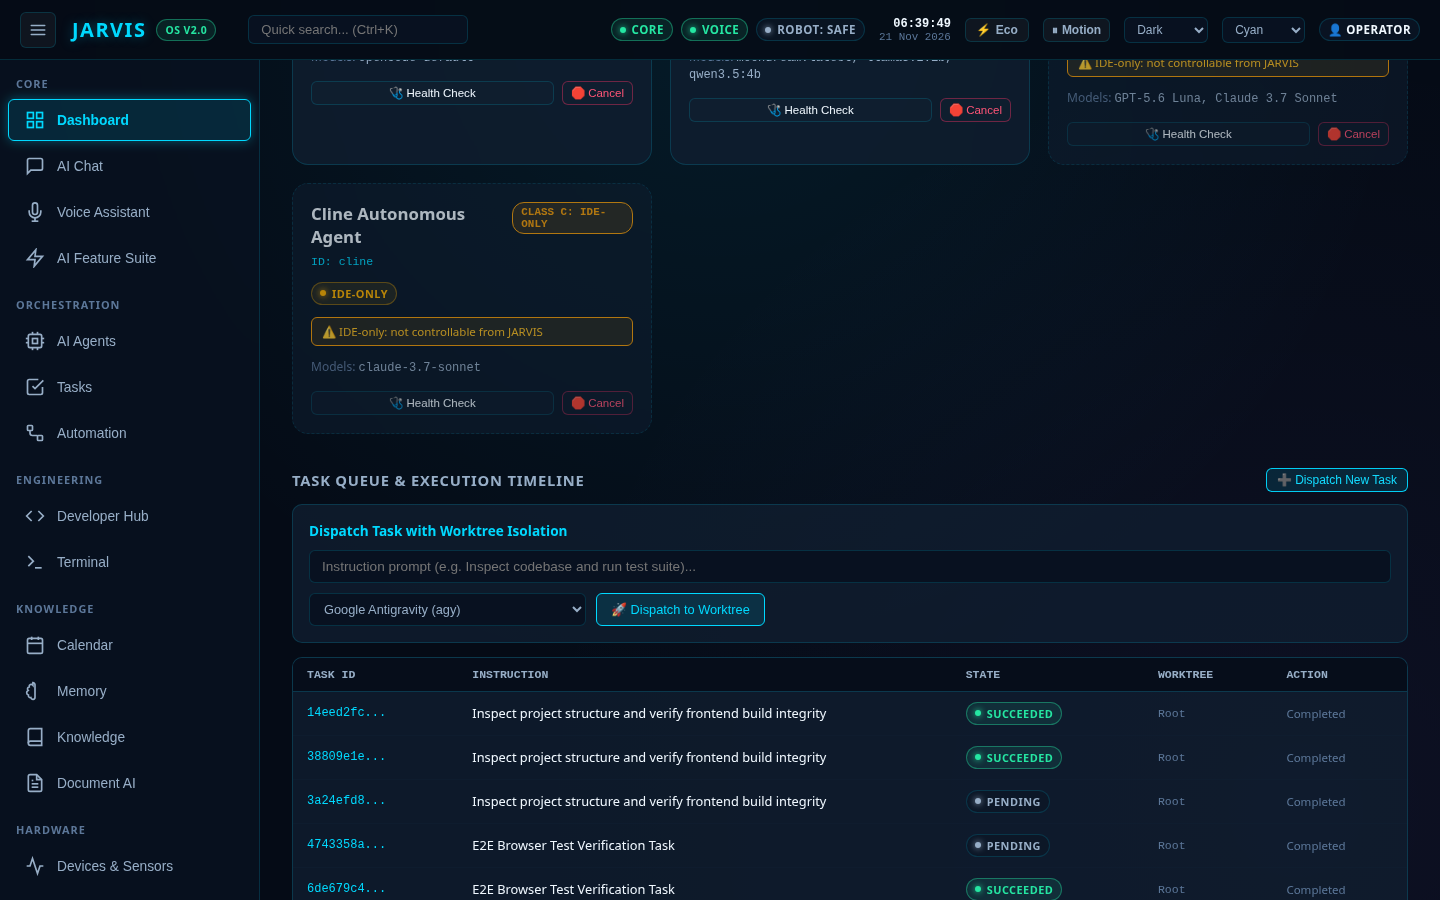 JARVIS
OS V2.0
Quick search... (Ctrl+K)
CORE
VOICE
ROBOT: SAFE
06:39:49
21 Nov 2026
⚡ Eco
Motion
Dark
Cyan
OPERATOR
CORE
Dashboard
AI Chat
Voice Assistant
AI Feature Suite
ORCHESTRATION
AI Agents
Tasks
Automation
ENGINEERING
Developer Hub
Terminal
KNOWLEDGE
Calendar
Memory
Knowledge
Document AI
HARDWARE
Devices & Sensors
Health Check
Cancel
qwen3.5:4b
Health Check
Cancel
IDE-only: not controllable from JARVIS
Models: GPT-5.6 Luna, Claude 3.7 Sonnet
Health Check
Cancel
Cline Autonomous
Agent
CLASS C: IDE-
ONLY
ID: cline
IDE-ONLY
IDE-only: not controllable from JARVIS
Models: claude-3.7-sonnet
Health Check
Cancel
TASK QUEUE & EXECUTION TIMELINE
Dispatch New Task
Dispatch Task with Worktree Isolation
Instruction prompt (e.g. Inspect codebase and run test suite)...
Google Antigravity (agy)
Dispatch to Worktree
TASK ID INSTRUCTION STATE WORKTREE ACTION
14eed2fc... Inspect project structure and verify frontend build integrity SUCCEEDED Root Completed
38809e1e... Inspect project structure and verify frontend build integrity SUCCEEDED Root Completed
3a24efd8... Inspect project structure and verify frontend build integrity PENDING Root Completed
4743358a... E2E Browser Test Verification Task PENDING Root Completed
6de679c4... E2E Browser Test Verification Task SUCCEEDED Root Completed